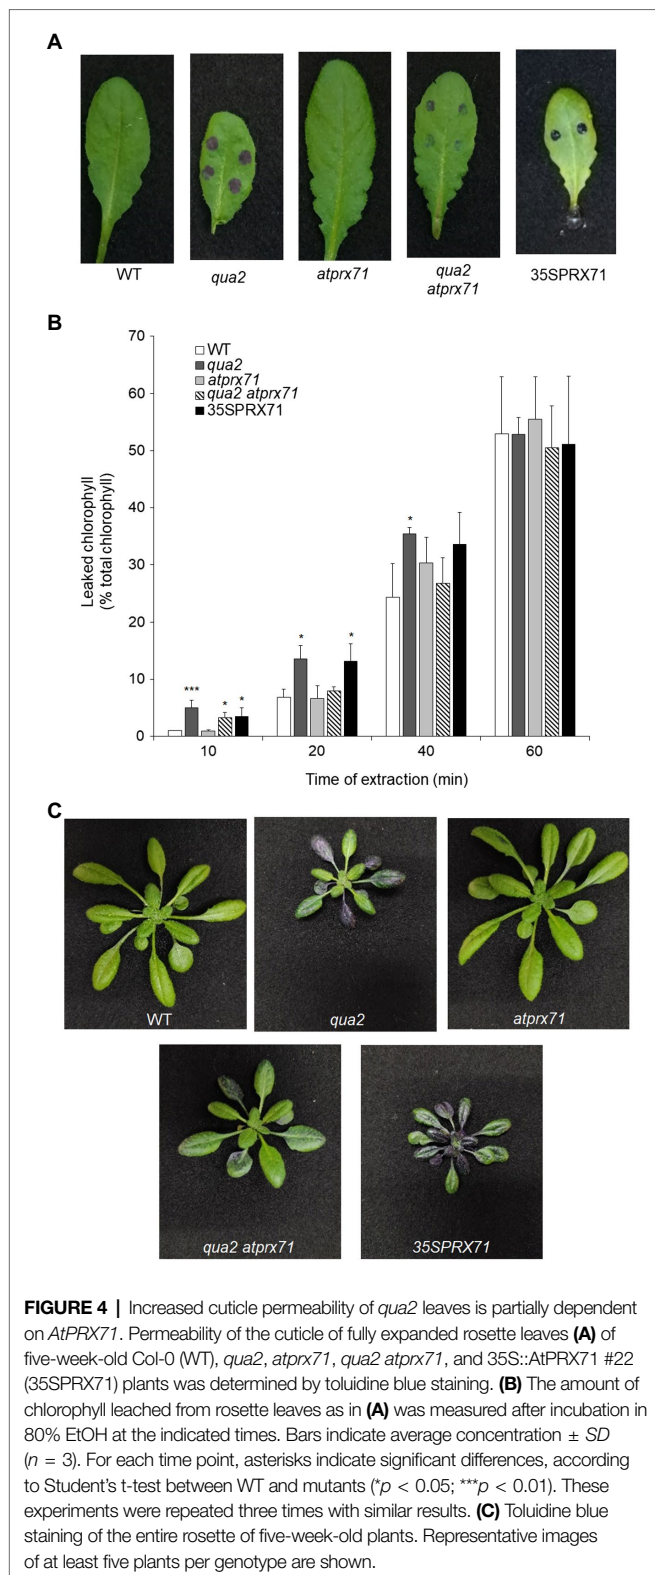 A
WT
qua2
atprx71
qua2
atprx71
35SPRX71
B
70
60
50
40
30
20
10
0
Leaked chlorophyll
(% total chlorophyll)
WT
qua2
atprx71
qua2 atprx71
35SPRX71
***
*
*
*
*
*
10
20
40
60
Time of extraction (min)
C
WT
qua2
atprx71
qua2 atprx71
35SPRX71
FIGURE 4 | Increased cuticle permeability of qua2 leaves is partially dependent
on AtPRX71. Permeability of the cuticle of fully expanded rosette leaves (A) of
five-week-old Col-0 (WT), qua2, atprx71, qua2 atprx71, and 35S::AtPRX71 #22
(35SPRX71) plants was determined by toluidine blue staining. (B) The amount of
chlorophyll leached from rosette leaves as in (A) was measured after incubation in
80% EtOH at the indicated times. Bars indicate average concentration ± SD
(n = 3). For each time point, asterisks indicate significant differences, according
to Student’s t-test between WT and mutants (*p < 0.05; ***p < 0.01). These
experiments were repeated three times with similar results. (C) Toluidine blue
staining of the entire rosette of five-week-old plants. Representative images
of at least five plants per genotype are shown.